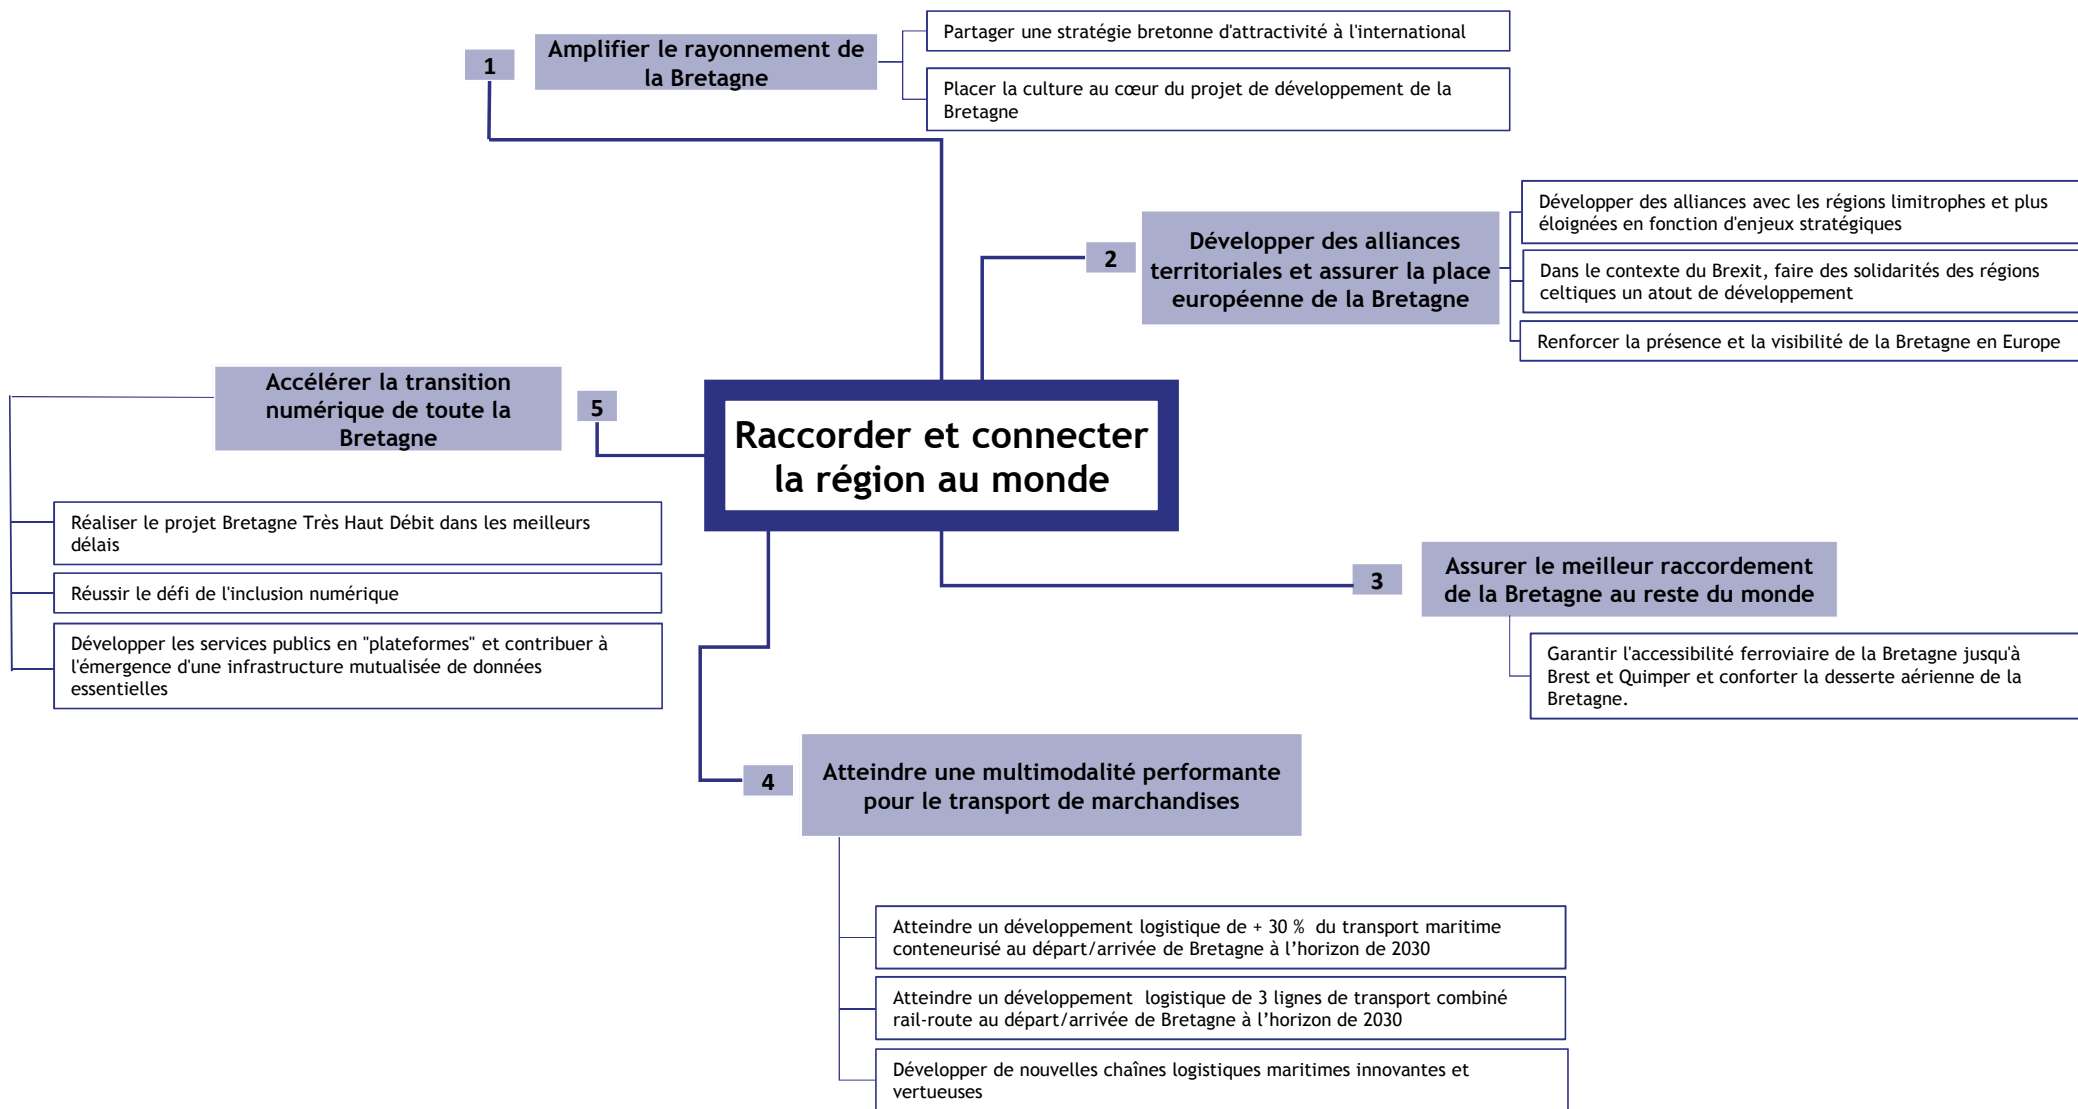 1
Amplifier le rayonnement de
la Bretagne
Partager une stratégie bretonne d'attractivité à l'international
Placer la culture au cœur du projet de développement de la
Bretagne
2
Développer des alliances
territoriales et assurer la place
européenne de la Bretagne
Développer des alliances avec les régions limitrophes et plus
éloignées en fonction d'enjeux stratégiques
Dans le contexte du Brexit, faire des solidarités des régions
celtiques un atout de développement
Renforcer la présence et la visibilité de la Bretagne en Europe
Raccorder et connecter
la région au monde
Accélérer la transition
numérique de toute la
Bretagne
5
Réaliser le projet Bretagne Très Haut Débit dans les meilleurs
délais
Réussir le défi de l'inclusion numérique
Développer les services publics en "plateformes" et contribuer à
l'émergence d'une infrastructure mutualisée de données
essentielles
3
Assurer le meilleur raccordement
de la Bretagne au reste du monde
Garantir l'accessibilité ferroviaire de la Bretagne jusqu'à
Brest et Quimper et conforter la desserte aérienne de la
Bretagne.
4
Atteindre une multimodalité performante
pour le transport de marchandises
Atteindre un développement logistique de + 30 %  du transport maritime
conteneurisé au départ/arrivée de Bretagne à l’horizon de 2030
Atteindre un développement  logistique de 3 lignes de transport combiné
rail-route au départ/arrivée de Bretagne à l’horizon de 2030
Développer de nouvelles chaînes logistiques maritimes innovantes et
vertueuses